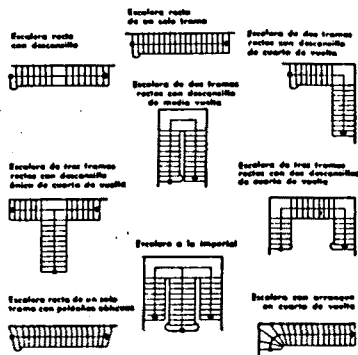 Escalera recta
con descansillo
Escalera recta
de un solo tramo
Escalera de dos tramos
rectos con descansillo
de cuarto de vuelta
Escalera de dos tramos
rectos con descansillo
de media vuelta
Escalera de tres tramos
rectos con descansillo
único de cuarto de vuelta
Escalera de tres tramos
rectos con dos descansillos
de cuarto de vuelta
Escalera a la imperial
Escalera recta de un solo
tramo con peldaños oblicuos
Escalera con arranque
en cuarto de vuelta